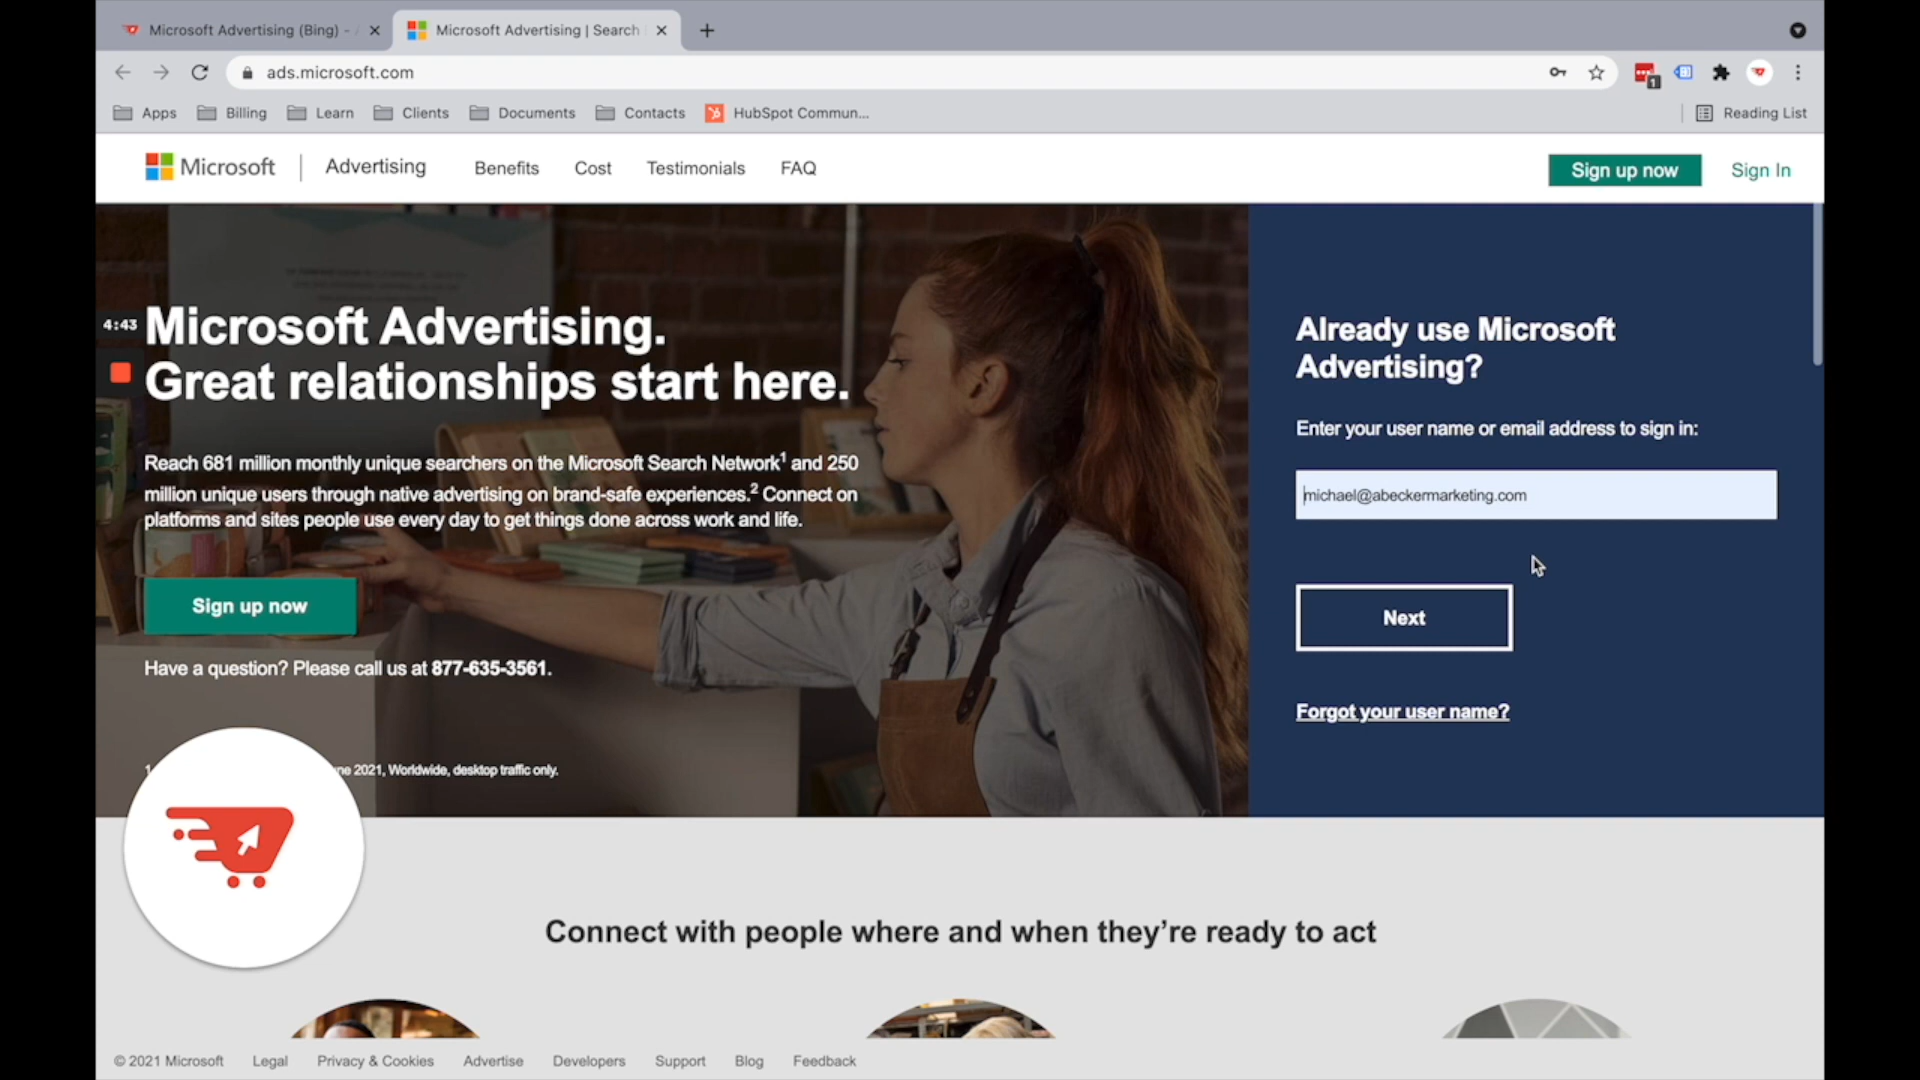 Microsoft Advertising (Bing) -
Microsoft Advertising | Search
ads.microsoft.com
1
Apps
Billing
Learn
Clients
Documents
Contacts
HubSpot Commun...
Reading List
Microsoft
Advertising
Benefits
Cost
Testimonials
FAQ
Sign up now
Sign In
4:43
Microsoft Advertising.
Great relationships start here.
Reach 681 million monthly unique searchers on the Microsoft Search Network1 and 250
million unique users through native advertising on brand-safe experiences.2 Connect on
platforms and sites people use every day to get things done across work and life.
Sign up now
Have a question? Please call us at 877-635-3561.
2021, Worldwide, desktop traffic only.
Already use Microsoft
Advertising?
Enter your user name or email address to sign in:
michael@abeckermarketing.com
Next
Forgot your user name?
Connect with people where and when they're ready to act
© 2021 Microsoft
Legal
Privacy & Cookies
Advertise
Developers
Support
Blog
Feedback